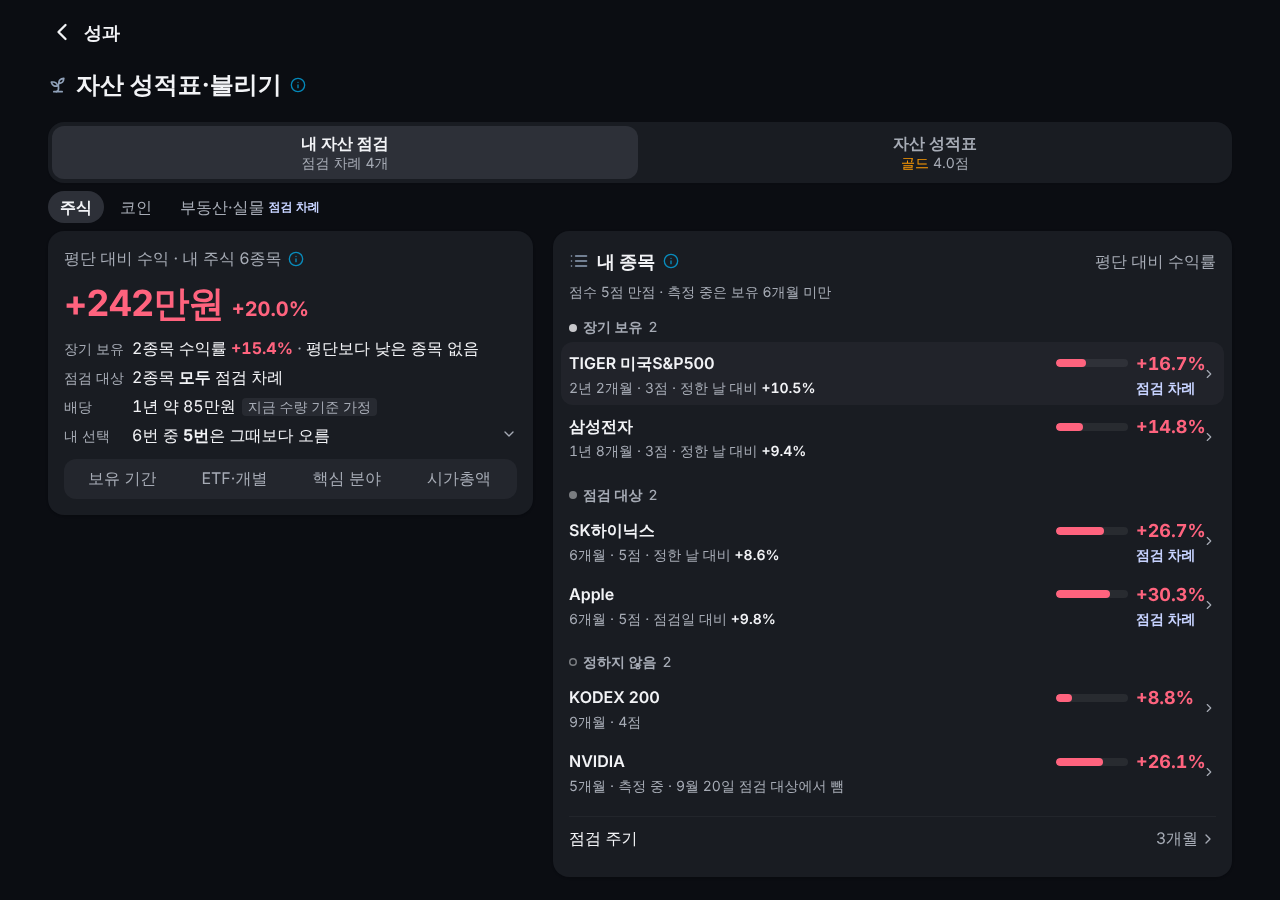 성과
자산 성적표·불리기
내 자산 점검
점검 차례 4개
자산 성적표
골드 4.0점
주식 코인 부동산·실물 점검 차례
평단 대비 수익 · 내 주식 6종목
+242만원 +20.0%
장기 보유 2종목 수익률 +15.4% · 평단보다 낮은 종목 없음
점검 대상 2종목 모두 점검 차례
배당 1년 약 85만원 지금 수량 기준 가정
내 선택 6번 중 5번은 그때보다 오름
보유 기간 ETF·개별 핵심 분야 시가총액
내 종목 평단 대비 수익률
점수 5점 만점 · 측정 중은 보유 6개월 미만
장기 보유 2
TIGER 미국S&P500 +16.7%
2년 2개월 · 3점 · 정한 날 대비 +10.5% 점검 차례
삼성전자 +14.8%
1년 8개월 · 3점 · 정한 날 대비 +9.4%
점검 대상 2
SK하이닉스 +26.7%
6개월 · 5점 · 정한 날 대비 +8.6% 점검 차례
Apple +30.3%
6개월 · 5점 · 점검일 대비 +9.8% 점검 차례
정하지 않음 2
KODEX 200 +8.8%
9개월 · 4점
NVIDIA +26.1%
5개월 · 측정 중 · 9월 20일 점검 대상에서 뺌
점검 주기 3개월